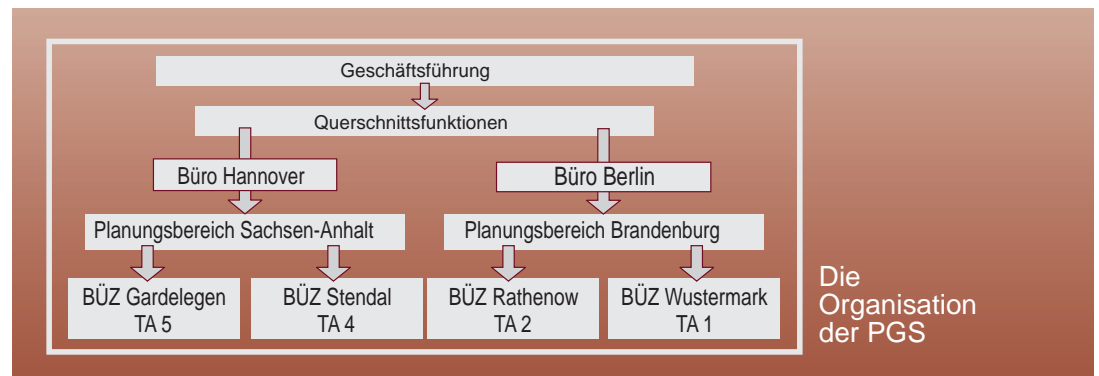 Geschäftsführung
Querschnittsfunktionen
Büro Hannover
Büro Berlin
Planungsbereich Sachsen-Anhalt
Planungsbereich Brandenburg
BÜZ Gardelegen
TA 5
BÜZ Stendal
TA 4
BÜZ Rathenow
TA 2
BÜZ Wustermark
TA 1
Die
Organisation
der PGS